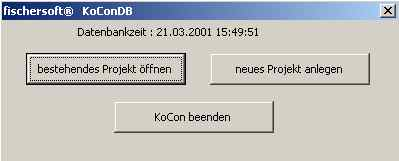 fischersoft® KoConDB
Datenbankzeit : 21.03.2001 15:49:51
bestehendes Projekt öffnen
neues Projekt anlegen
KoCon beenden